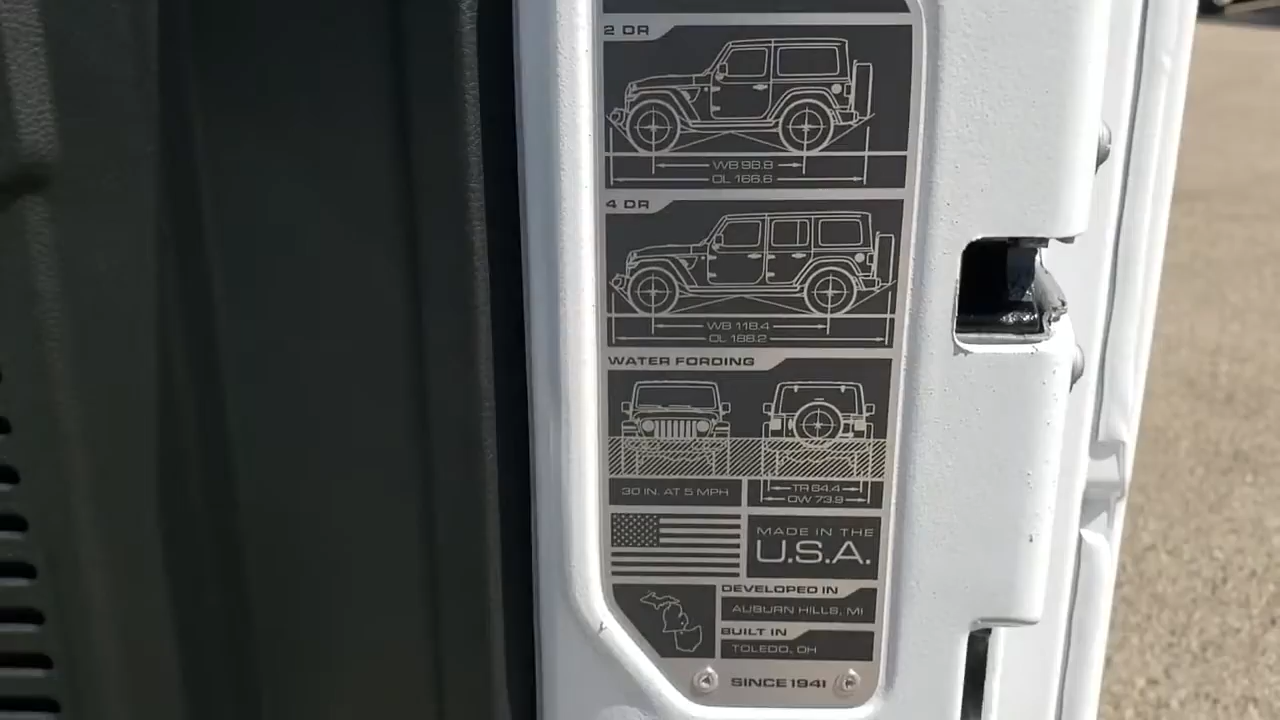 2 DR
WB 96.8
OL 166.6
4 DR
WB 118.4
OL 188.2
WATER FORDING
30 IN. AT 5 MPH
TR 64.4
OW 73.9
MADE IN THE
U.S.A.
DEVELOPED IN
AUBURN HILLS, MI
BUILT IN
TOLEDO, OH
SINCE 1941